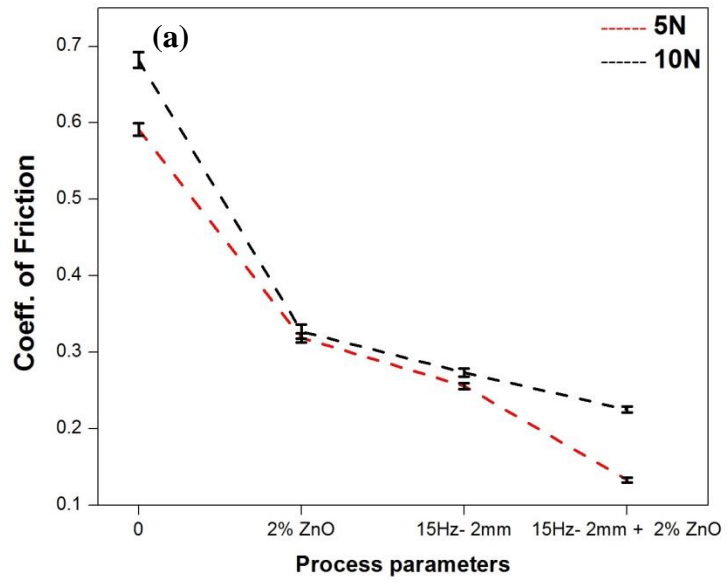 (a)
5N
10N
0.7
0.6
0.5
0.4
0.3
0.2
0.1
Coeff. of Friction
0
2% ZnO
15Hz- 2mm
15Hz- 2mm + 2% ZnO
Process parameters